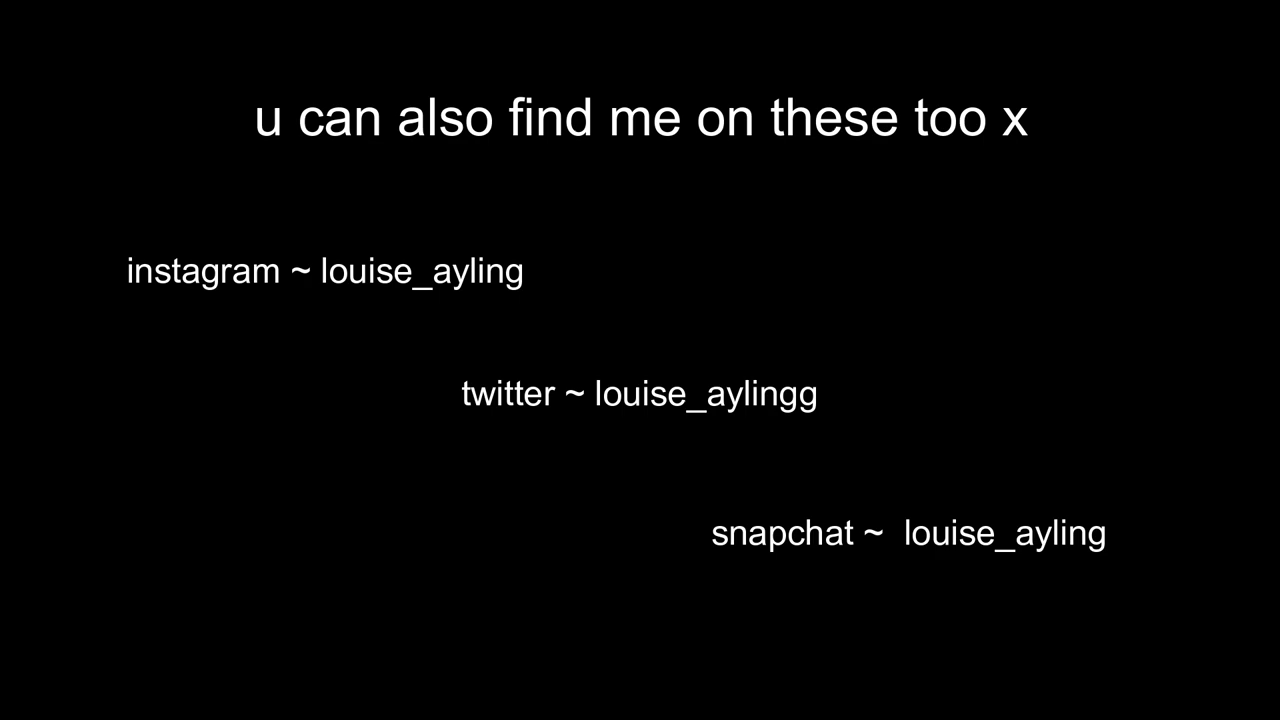 u can also find me on these too x
instagram ~ louise_ayling
twitter ~ louise_aylingg
snapchat ~  louise_ayling